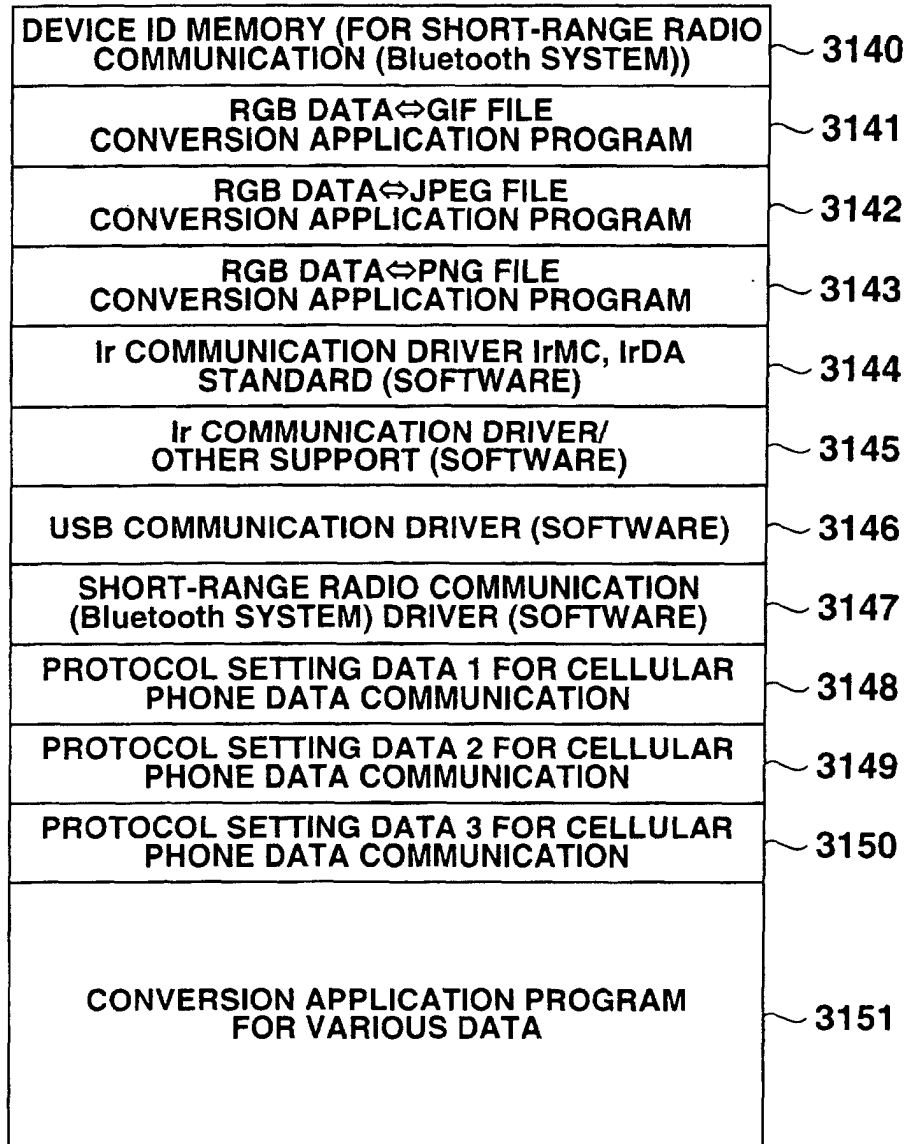 DEVICE ID MEMORY (FOR SHORT-RANGE RADIO
COMMUNICATION (Bluetooth SYSTEM))
3140
RGB DATA⇔GIF FILE
CONVERSION APPLICATION PROGRAM
3141
RGB DATA⇔JPEG FILE
CONVERSION APPLICATION PROGRAM
3142
RGB DATA⇔PNG FILE
CONVERSION APPLICATION PROGRAM
3143
Ir COMMUNICATION DRIVER IrMC, IrDA
STANDARD (SOFTWARE)
3144
Ir COMMUNICATION DRIVER/
OTHER SUPPORT (SOFTWARE)
3145
USB COMMUNICATION DRIVER (SOFTWARE)
3146
SHORT-RANGE RADIO COMMUNICATION
(Bluetooth SYSTEM) DRIVER (SOFTWARE)
3147
PROTOCOL SETTING DATA 1 FOR CELLULAR
PHONE DATA COMMUNICATION
3148
PROTOCOL SETTING DATA 2 FOR CELLULAR
PHONE DATA COMMUNICATION
3149
PROTOCOL SETTING DATA 3 FOR CELLULAR
PHONE DATA COMMUNICATION
3150
CONVERSION APPLICATION PROGRAM
FOR VARIOUS DATA
3151